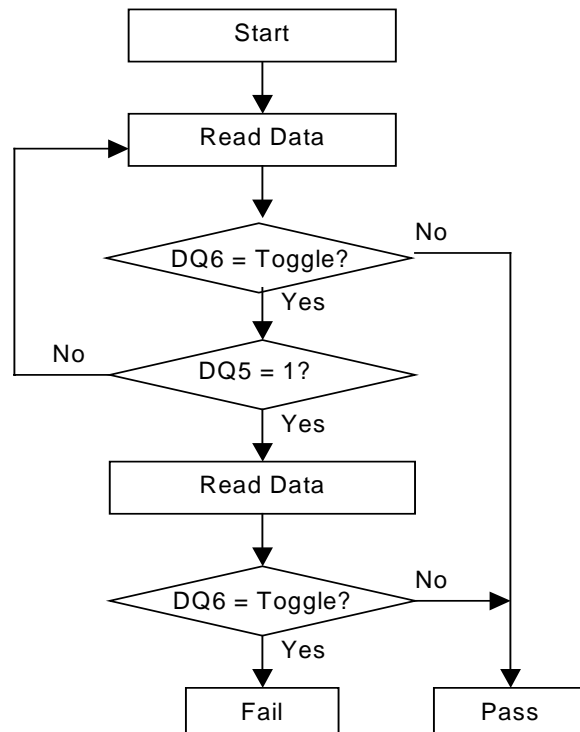 Start
Read Data
No
DQ6 = Toggle?
Yes
No
DQ5 = 1?
Yes
Read Data
No
DQ6 = Toggle?
Yes
Fail
Pass